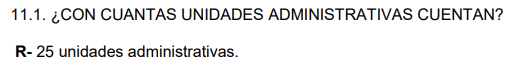 11.1. ¿CON CUANTAS UNIDADES ADMINISTRATIVAS CUENTAN?
R- 25 unidades administrativas.